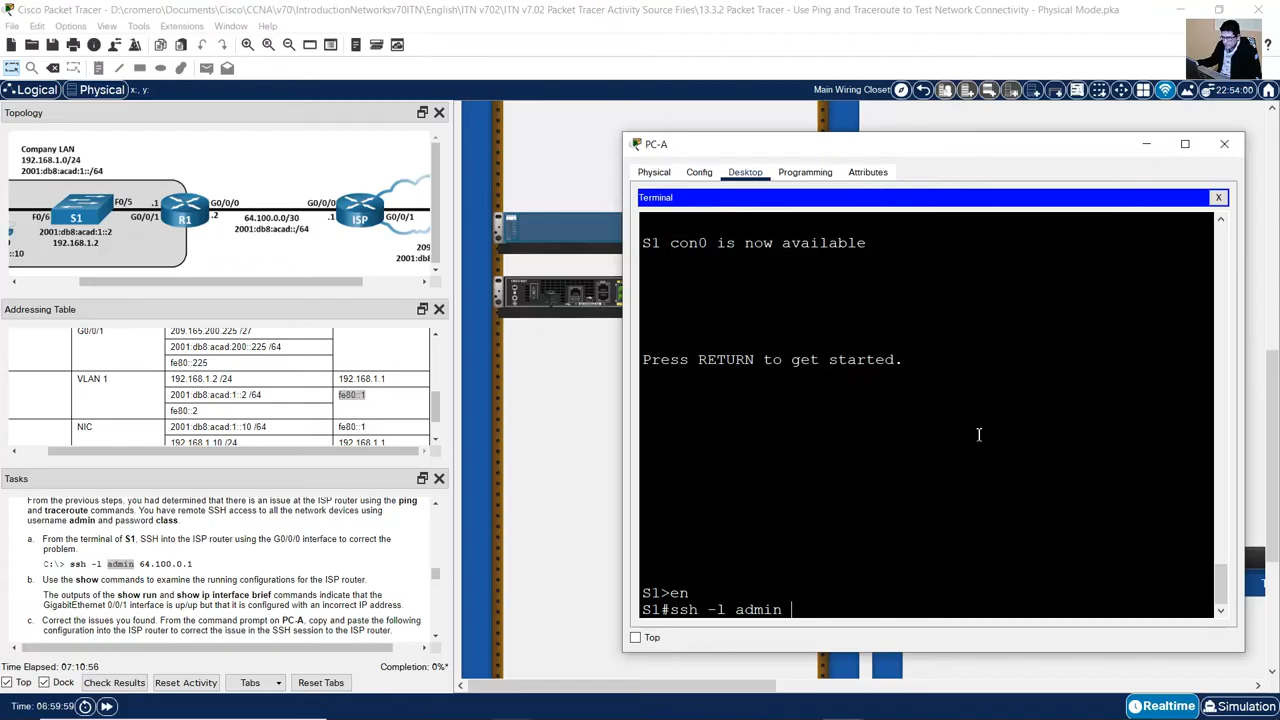 Cisco Packet Tracer - D:\cromero\Documents\Cisco\CCNA\v70\IntroductionNetworksv70ITN\English\ITN v702\ITN v7.02 Packet Tracer Activity Source Files\13.3.2 Packet Tracer - Use Ping and Traceroute to Test Network Connectivity - Physical Mode.pka
File Edit Options View Tools Extensions Window Help
Logical Physical x: y: Main Wiring Closet 22:54:00
Topology
Company LAN
192.168.1.0/24
2001:db8:acad:1::/64
S1
F0/5
F0/6
G0/0/1
.1
R1
G0/0/0
.2
64.100.0.0/30
2001:db8:acad::/64
.1
G0/0/0
ISP
G0/0/1
2001:db8:acad:1::2
192.168.1.2
::10
209.
2001:db8
Addressing Table
G0/0/1 209.165.200.225 /27
2001:db8:acad:200::225 /64
fe80::225
VLAN 1 192.168.1.2 /24 192.168.1.1
2001:db8:acad:1::2 /64 fe80::1
fe80::2
NIC 2001:db8:acad:1::10 /64 fe80::1
192.168.1.10 /24 192.168.1.1
Tasks
From the previous steps, you had determined that there is an issue at the ISP router using the ping
and traceroute commands. You have remote SSH access to all the network devices using
username admin and password class.
a. From the terminal of S1, SSH into the ISP router using the G0/0/0 interface to correct the
problem.
C:\> ssh -l admin 64.100.0.1
b. Use the show commands to examine the running configurations for the ISP router.
The outputs of the show run and show ip interface brief commands indicate that the
GigabitEthernet 0/0/1 interface is up/up but that it is configured with an incorrect IP address.
c. Correct the issues you found. From the command prompt on PC-A, copy and paste the following
configuration into the ISP router to correct the issue in the SSH session to the ISP router.
Time Elapsed: 07:10:56 Completion: 0%*
Top Dock Check Results Reset Activity Tabs Reset Tabs
Time: 06:59:59 Realtime Simulation
PC-A
Physical Config Desktop Programming Attributes
Terminal X
S1 con0 is now available
Press RETURN to get started.
S1>en
S1#ssh -l admin
Top